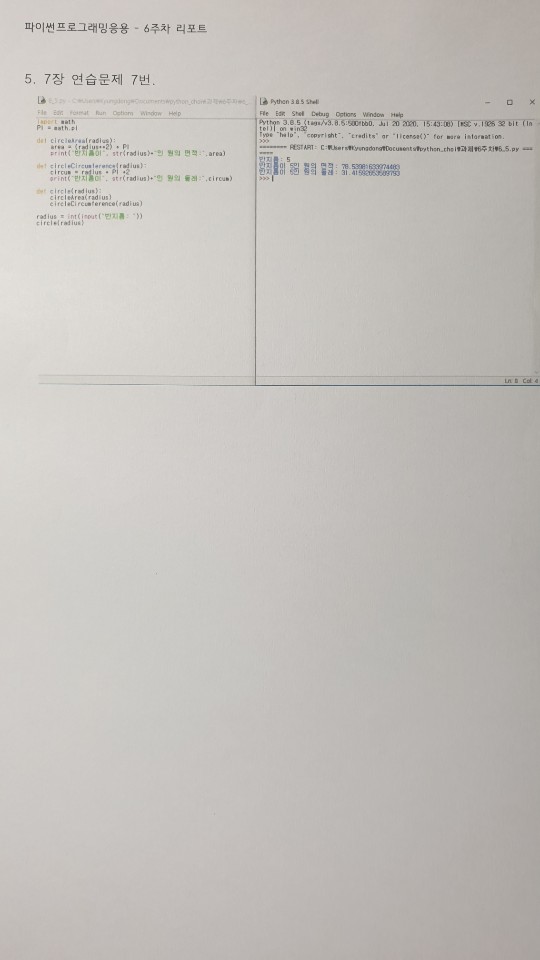 파이썬프로그래밍응용 - 6주차 리포트
5. 7장 연습문제 7번.
File Edit Format Run Options Window Help
import math
PI = math.pi
def circleArea(radius):
area = (radius**2) * PI
print("반지름이", str(radius)+"인 원의 면적:",area)
def circleCircumference(radius):
circum = radius * PI *2
print("반지름이", str(radius)+"인 원의 둘레:",circum)
def circle(radius):
circleArea(radius)
circleCircumference(radius)
radius = int(input("반지름: "))
circle(radius)
Python 3.8.5 Shell
File Edit Shell Debug Options Window Help
Python 3.8.5 (tags/v3.8.5:580fbb0, Jul 20 2020, 15:43:08) [MSC v.1926 32 bit (In
tel)] on win32
Type "help", "copyright", "credits" or "license()" for more information.
>>>
======== RESTART: C:₩Users₩kyungdong₩Documents₩python_choi₩과제₩6주차₩6_5.py ===
====
반지름: 5
반지름이 5인 원의 면적: 78.53981633974483
반지름이 5인 원의 둘레: 31.41592653589793
>>>
Ln: 8 Col: 4